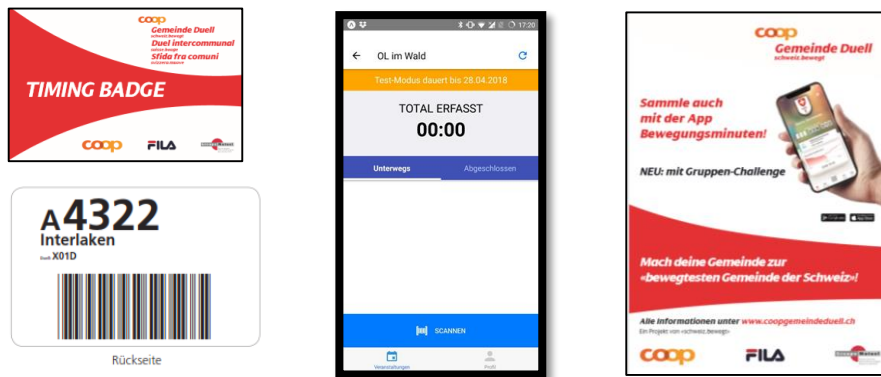 coop
Gemeinde Duell
schweiz.bewegt
Duel intercommunal
suisse.bouge
Sfida fra comuni
TIMING BADGE
coop FILA
A4322
Interlaken
X01D
Rückseite
17:20
OL im Wald
Test-Modus dauert bis 28.04.2018
TOTAL ERFASST
00:00
Unterwegs Abgeschlossen
SCANNEN
Veranstaltungen Profil
coop
Gemeinde Duell
schweiz.bewegt
Sammle auch
mit der App
Bewegungsminuten!
NEU: mit Gruppen-Challenge
Mach deine Gemeinde zur
«bewegtesten Gemeinde der Schweiz»!
Alle Informationen unter www.coopgemeindeduell.ch
Ein Projekt von «schweiz.bewegt»
coop FILA